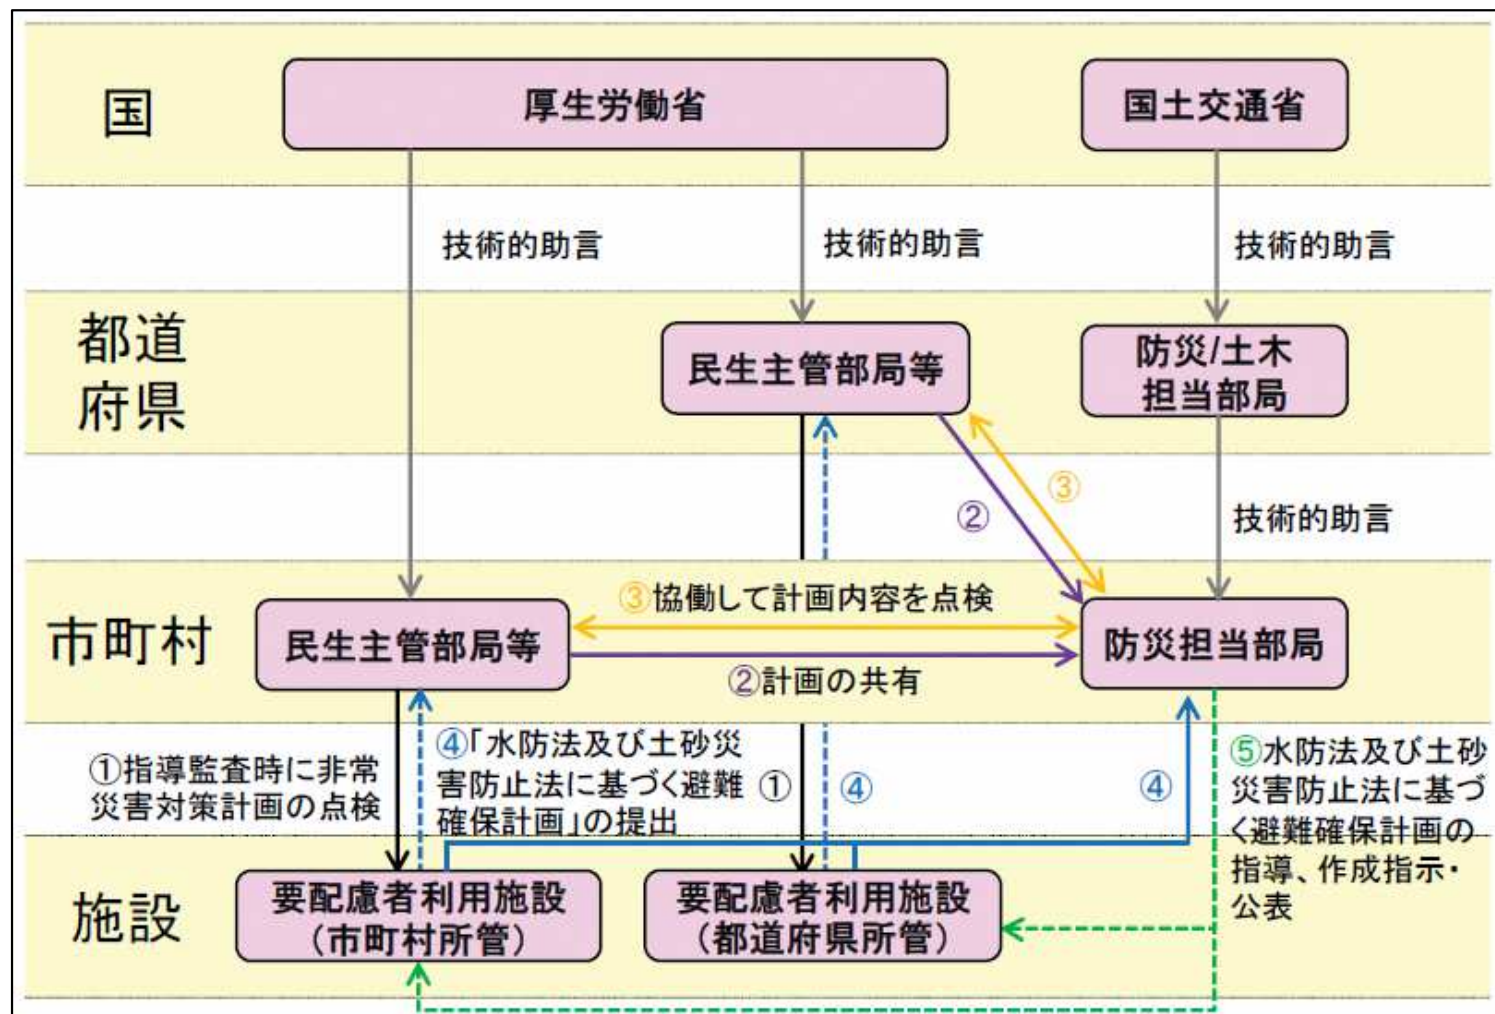 国
厚生労働省
国土交通省
技術的助言
技術的助言
技術的助言
都道
府県
民生主管部局等
防災/土木
担当部局
②
③
技術的助言
市町村
民生主管部局等
③協働して計画内容を点検
②計画の共有
防災担当部局
①指導監査時に非常
災害対策計画の点検
④「水防法及び土砂災
害防止法に基づく避難
確保計画」の提出
①
④
④
⑤水防法及び土砂
災害防止法に基づ
く避難確保計画の
指導、作成指示・
公表
施設
要配慮者利用施設
（市町村所管）
要配慮者利用施設
（都道府県所管）